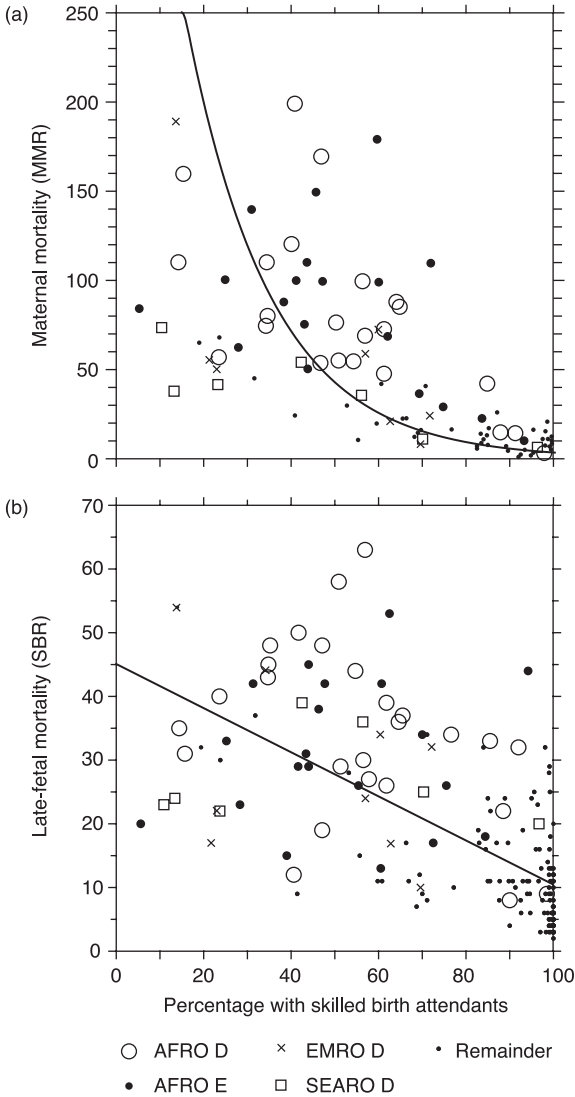 (a)
250
200
150
100
50
0
Maternal mortality (MMR)
(b)
70
60
50
40
30
20
10
0
Late-fetal mortality (SBR)
0 20 40 60 80 100
Percentage with skilled birth attendants
AFRO D EMRO D Remainder
AFRO E SEARO D